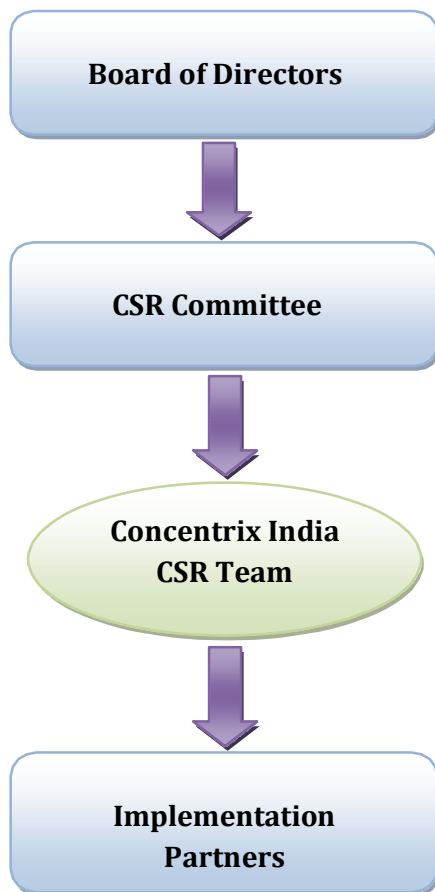 Board of Directors
CSR Committee
Concentrix India
CSR Team
Implementation
Partners